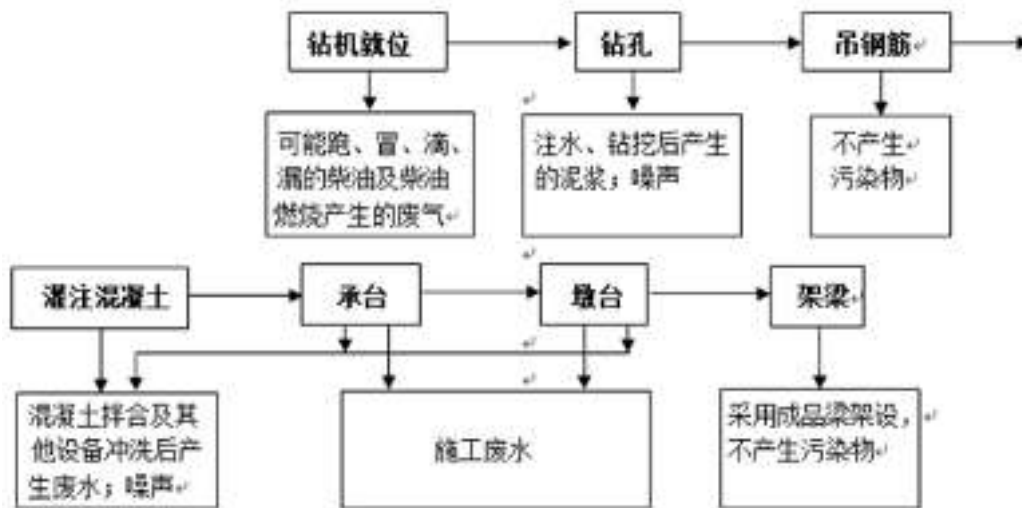 钻机就位
钻孔
吊钢筋
可能跑、冒、滴、
漏的柴油及柴油
燃烧产生的废气
注水、钻挖后产生
的泥浆；噪声
不产生
污染物
灌注混凝土
承台
墩台
架梁
混凝土拌合及其
他设备冲洗后产
生废水；噪声
施工废水
采用成品梁架设，
不产生污染物